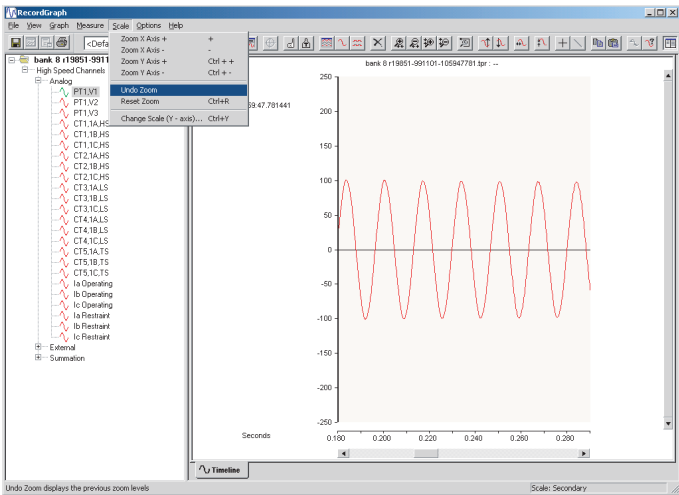 RecordGraph
File View Graph Measure Scale Options Help
<Defa
Zoom X Axis + +
Zoom X Axis - -
Zoom Y Axis + Ctrl + +
Zoom Y Axis - Ctrl + -
Undo Zoom
Reset Zoom Ctrl+R
Change Scale (Y - axis)... Ctrl+Y
bank 8 r19851-9911
High Speed Channels
Analog
PT1,V1
PT1,V2
PT1,V3
CT1,1A,HS
CT1,1B,HS
CT1,1C,HS
CT2,1A,HS
CT2,1B,HS
CT2,1C,HS
CT3,1A,LS
CT3,1B,LS
CT3,1C,LS
CT4,1A,LS
CT4,1B,LS
CT4,1C,LS
CT5,1A,TS
CT5,1B,TS
CT5,1C,TS
Ia Operating
Ib Operating
Ic Operating
Ia Restraint
Ib Restraint
Ic Restraint
External
Summation
bank 8 r19851-991101-105947781.tpr : --
59:47.781441
250
200
150
100
50
0
-50
-100
-150
-200
-250
Seconds
0.180 0.200 0.220 0.240 0.260 0.280
Timeline
Undo Zoom displays the previous zoom levels
Scale: Secondary